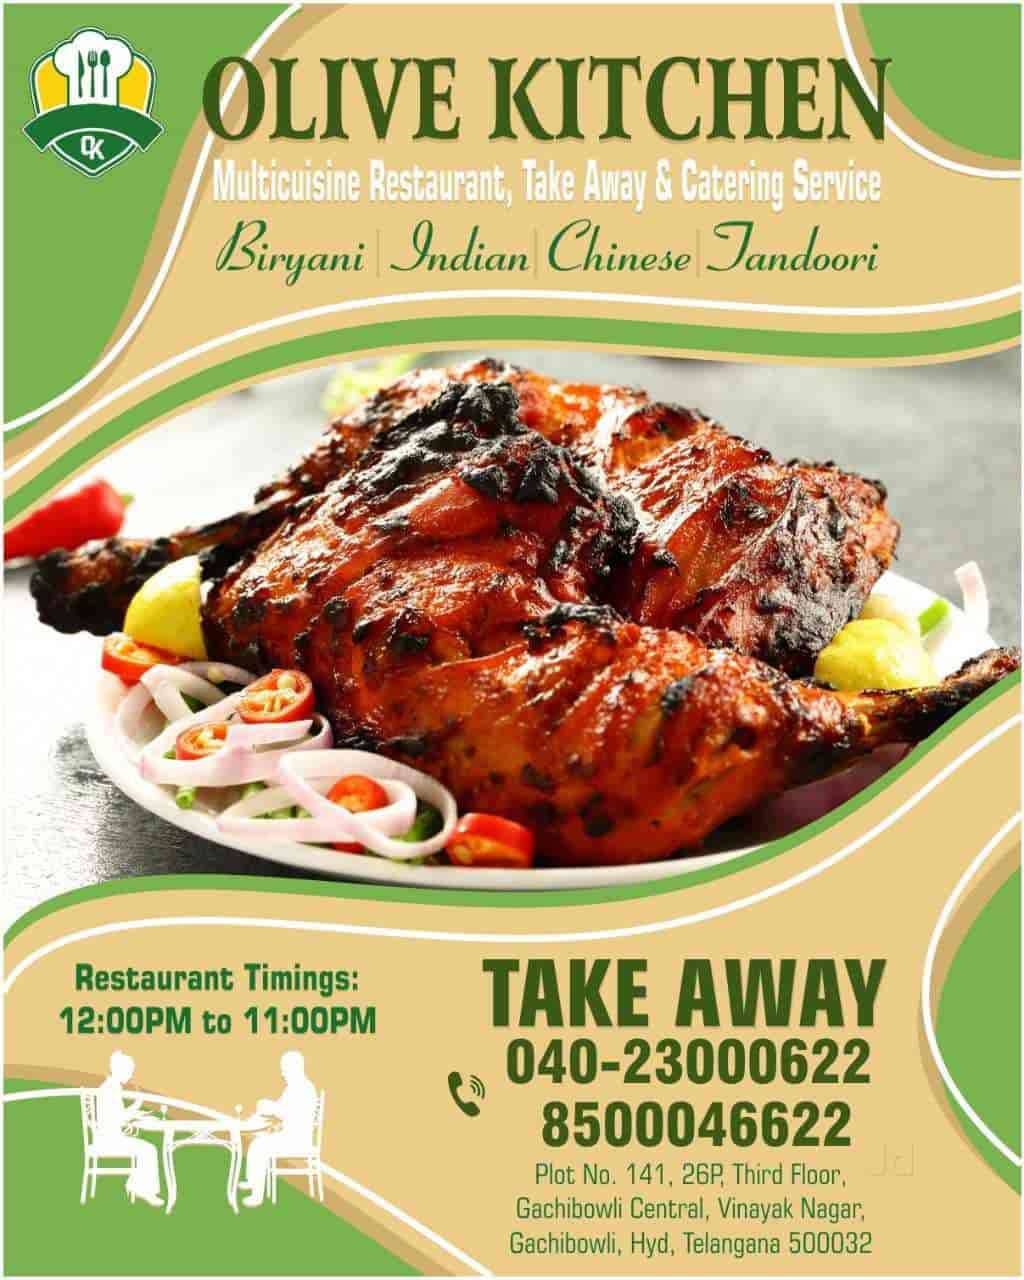 OLIVE KITCHEN
OK
Multicuisine Restaurant, Take Away & Catering Service
Biryani | Indian | Chinese | Tandoori
Restaurant Timings:
12:00PM to 11:00PM
TAKE AWAY
040-23000622
8500046622
Plot No. 141, 26P, Third Floor,
Gachibowli Central, Vinayak Nagar,
Gachibowli, Hyd, Telangana 500032
Jd